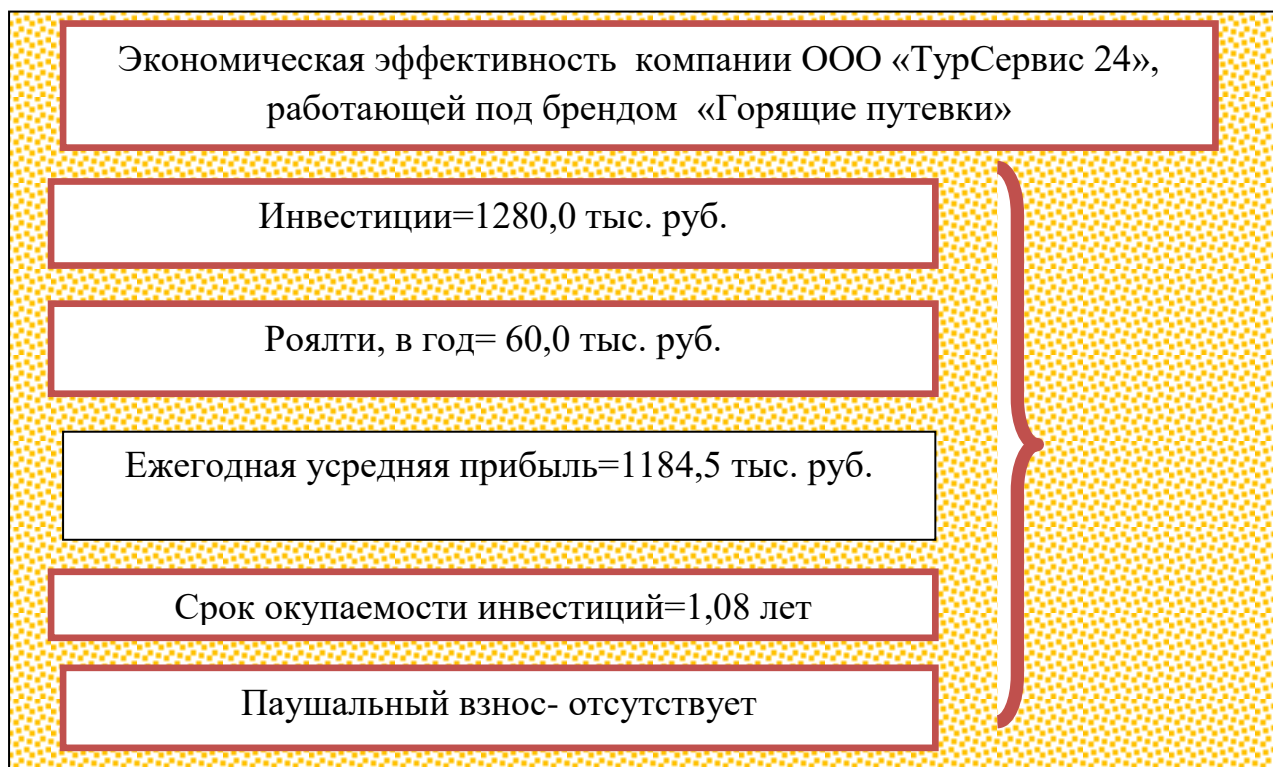 Экономическая эффективность компании ООО «ТурСервис 24»,
работающей под брендом «Горящие путевки»
Инвестиции=1280,0 тыс. руб.
Роялти, в год= 60,0 тыс. руб.
Ежегодная усредняя прибыль=1184,5 тыс. руб.
Срок окупаемости инвестиций=1,08 лет
Паушальный взнос- отсутствует